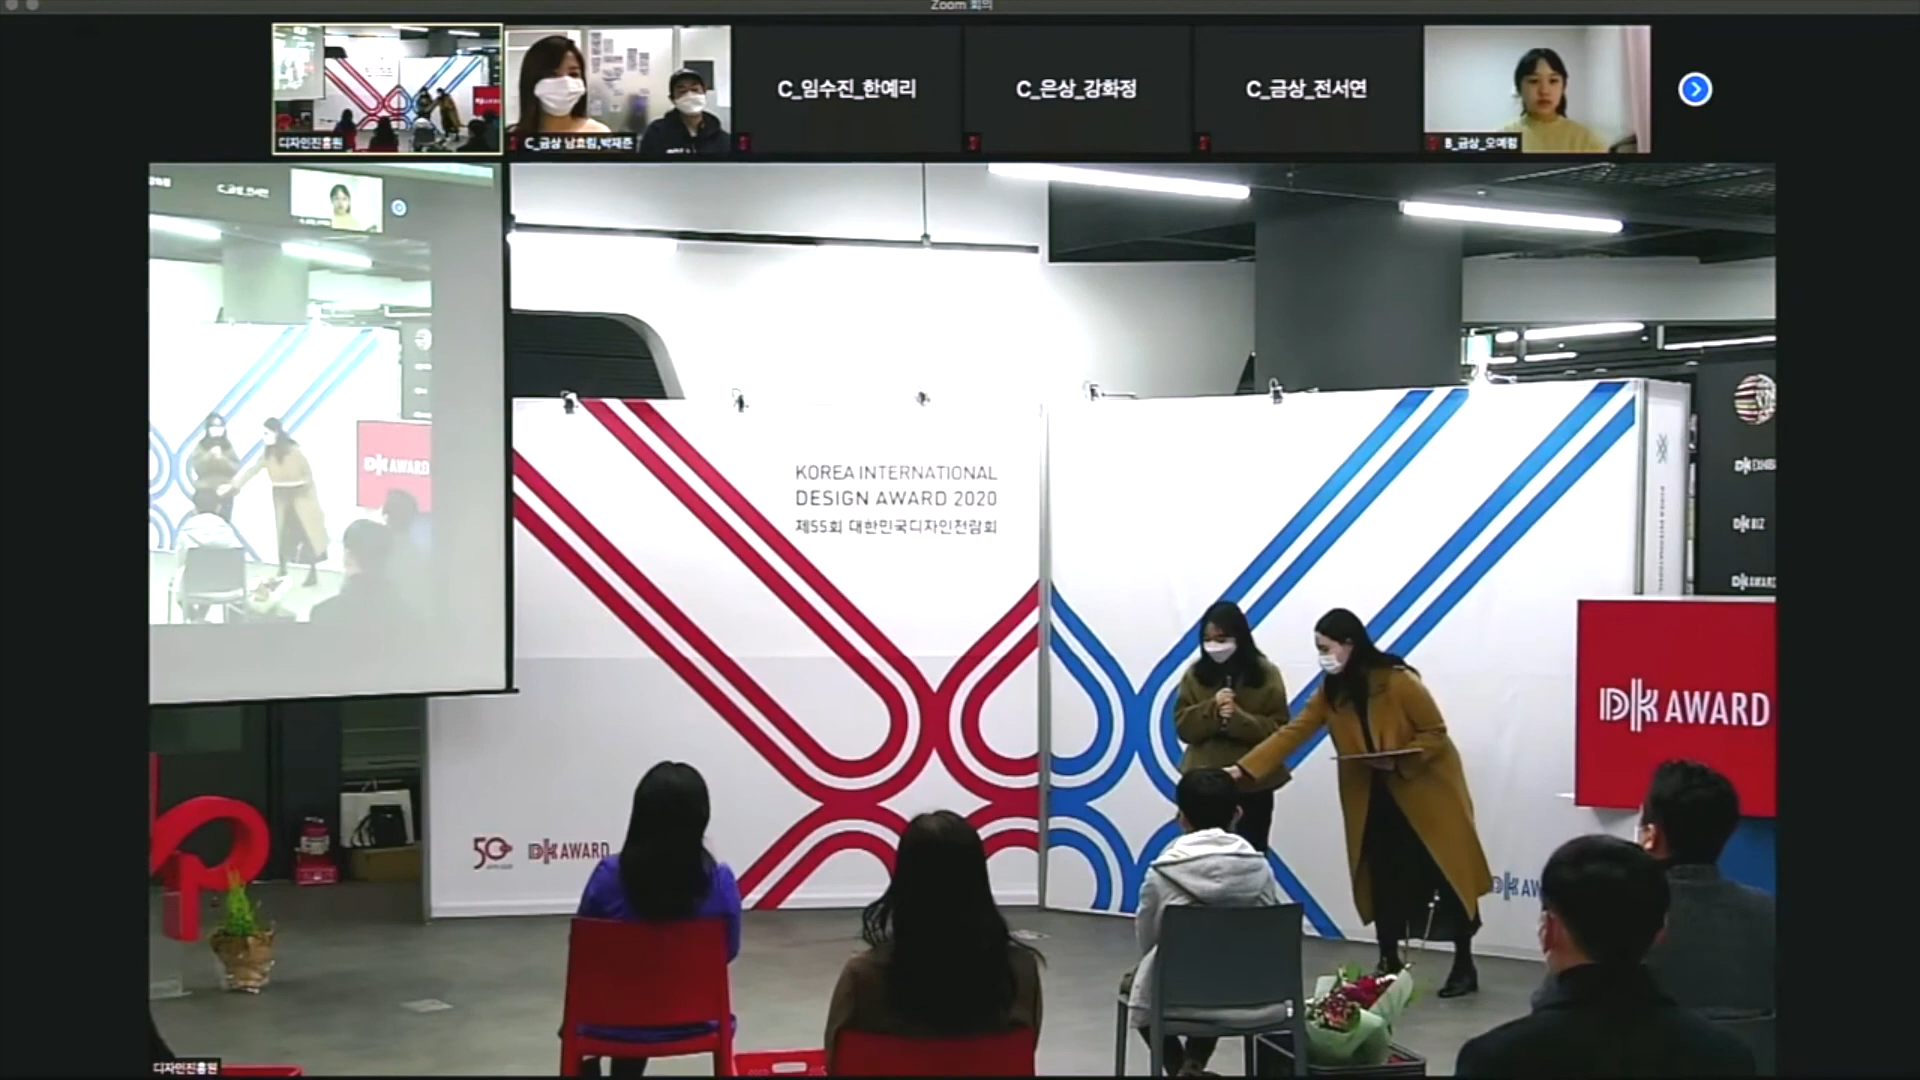 Zoom 회의
디자인진흥원
C_금상 남효림,박재준
C_임수진_한예리
C_은상_강화정
C_금상_전서연
B_금상_오예림
KOREA INTERNATIONAL
DESIGN AWARD 2020
제55회 대한민국디자인전람회
DK AWARD
DK BIZ
DK AWARD
DK AWARD
50
DK AWARD
디자인진흥원